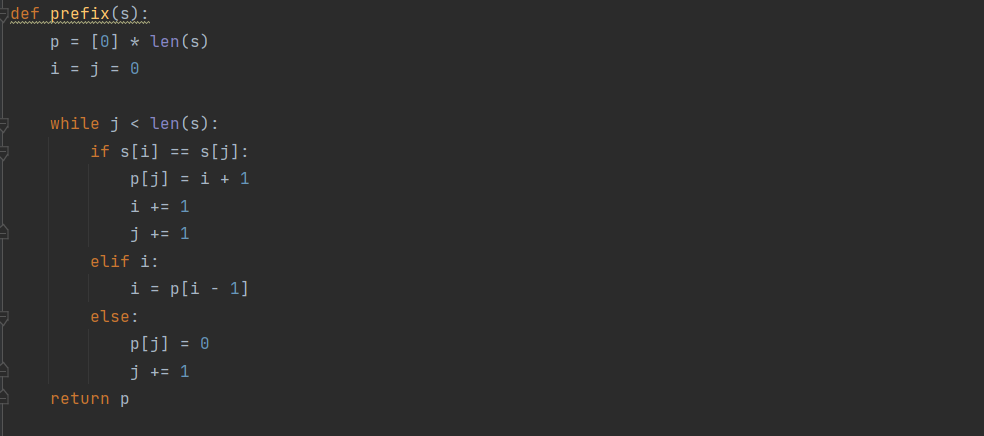 def prefix(s):
    p = [0] * len(s)
    i = j = 0

    while j < len(s):
        if s[i] == s[j]:
            p[j] = i + 1
            i += 1
            j += 1
        elif i:
            i = p[i - 1]
        else:
            p[j] = 0
            j += 1
    return p